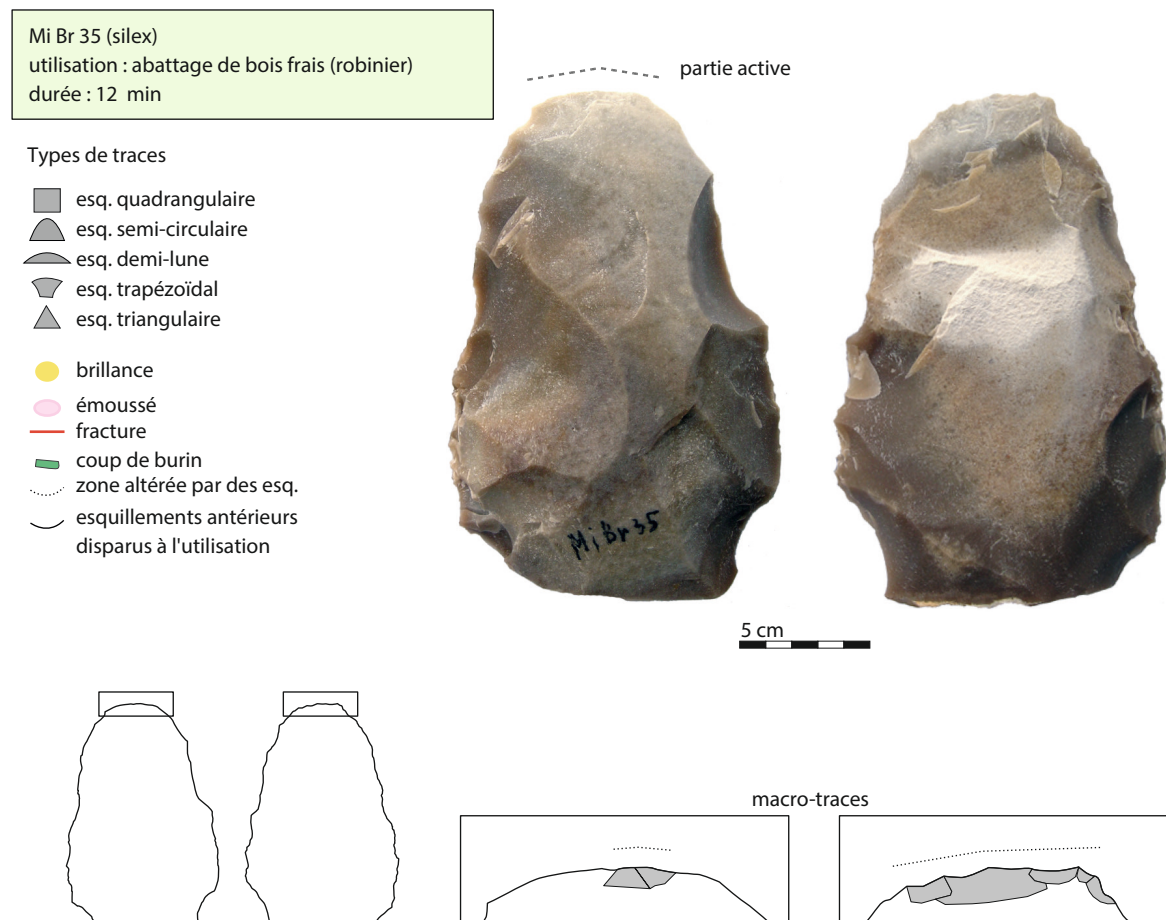 Mi Br 35 (silex)
utilisation : abattage de bois frais (robinier)
durée : 12 min
partie active
Types de traces
esq. quadrangulaire
esq. semi-circulaire
esq. demi-lune
esq. trapézoïdal
esq. triangulaire
brillance
émoussé
fracture
coup de burin
zone altérée par des esq.
esquillements antérieurs
disparus à l'utilisation
Mi Br 35
5 cm
macro-traces